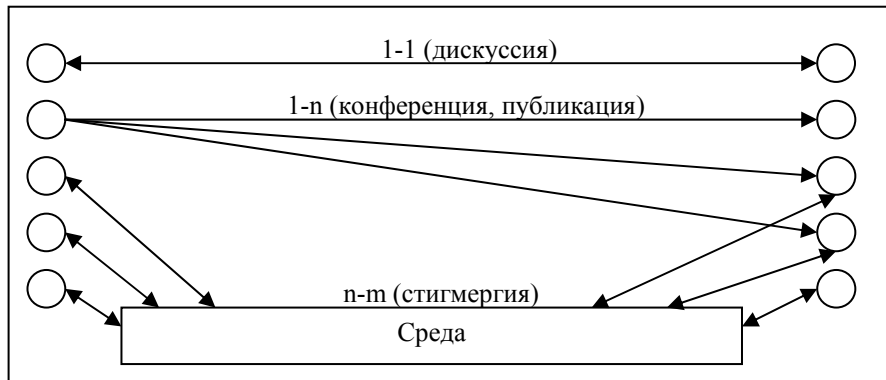 1-1 (дискуссия)
1-n (конференция, публикация)
n-m (стигмергия)
Среда